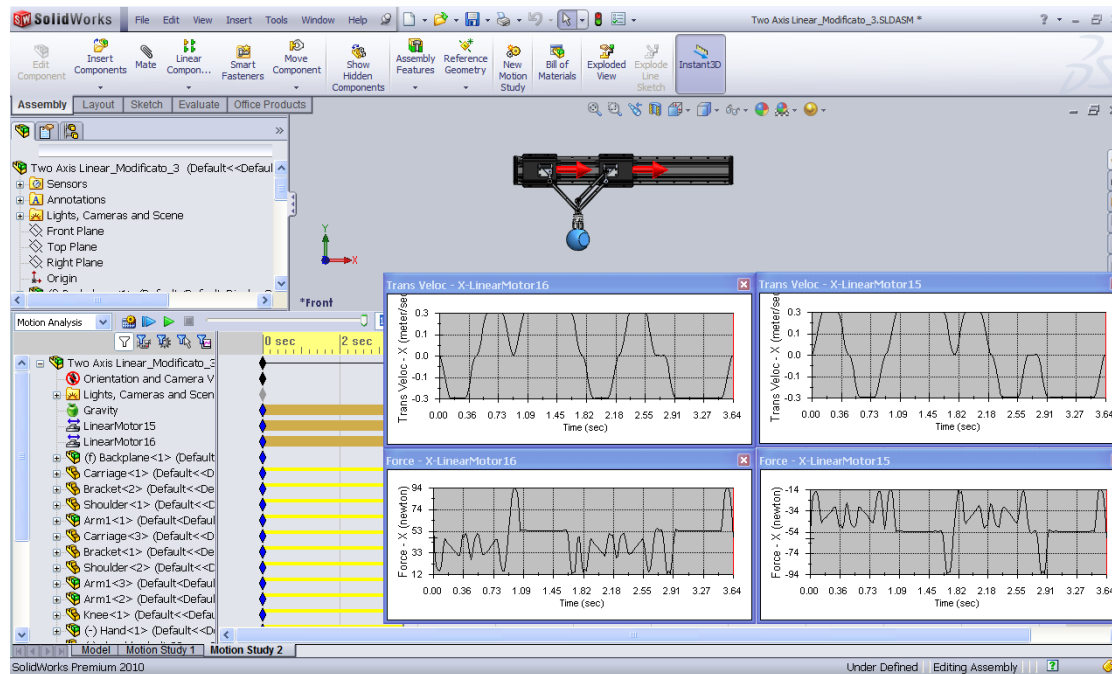 SolidWorks File Edit View Insert Tools Window Help Two Axis Linear_Modificato_3.SLDASM * ?
Edit Component
Insert Components
Mate
Linear Compon...
Smart Fasteners
Move Component
Show Hidden Components
Assembly Features
Reference Geometry
New Motion Study
Bill of Materials
Exploded View
Explode Line Sketch
Instant3D
Assembly Layout Sketch Evaluate Office Products
Two Axis Linear_Modificato_3 (Default<<Defaul
Sensors
Annotations
Lights, Cameras and Scene
Front Plane
Top Plane
Right Plane
Origin
Y
X
*Front
Motion Analysis
0 sec 2 sec
Two Axis Linear_Modificato_3
Orientation and Camera V
Lights, Cameras and Scen
Gravity
LinearMotor15
LinearMotor16
(f) Backplane<1> (Default
Carriage<1> (Default<<D
Bracket<2> (Default<<De
Shoulder<1> (Default<<D
Arm1<1> (Default<<Defaul
Carriage<3> (Default<<D
Bracket<1> (Default<<De
Shoulder<2> (Default<<D
Arm1<3> (Default<<Defaul
Arm1<2> (Default<<Defaul
Knee<1> (Default<<Defau
(-) Hand<1> (Default<<D
Trans Veloc - X-LinearMotor16
Trans Veloc - X (meter/sec
0.3
0.1
0.0
-0.1
-0.3
0.00 0.36 0.73 1.09 1.45 1.82 2.18 2.55 2.91 3.27 3.64
Time (sec)
Trans Veloc - X-LinearMotor15
Trans Veloc - X (meter/sec
0.3
0.1
0.0
-0.1
-0.3
0.00 0.36 0.73 1.09 1.45 1.82 2.18 2.55 2.91 3.27 3.64
Time (sec)
Force - X-LinearMotor16
Force - X (newton)
94
74
53
33
12
0.00 0.36 0.73 1.09 1.45 1.82 2.18 2.55 2.91 3.27 3.64
Time (sec)
Force - X-LinearMotor15
Force - X (newton)
-14
-34
-54
-74
-94
0.00 0.36 0.73 1.09 1.45 1.82 2.18 2.55 2.91 3.27 3.64
Time (sec)
Model Motion Study 1 Motion Study 2
SolidWorks Premium 2010 Under Defined Editing Assembly ?